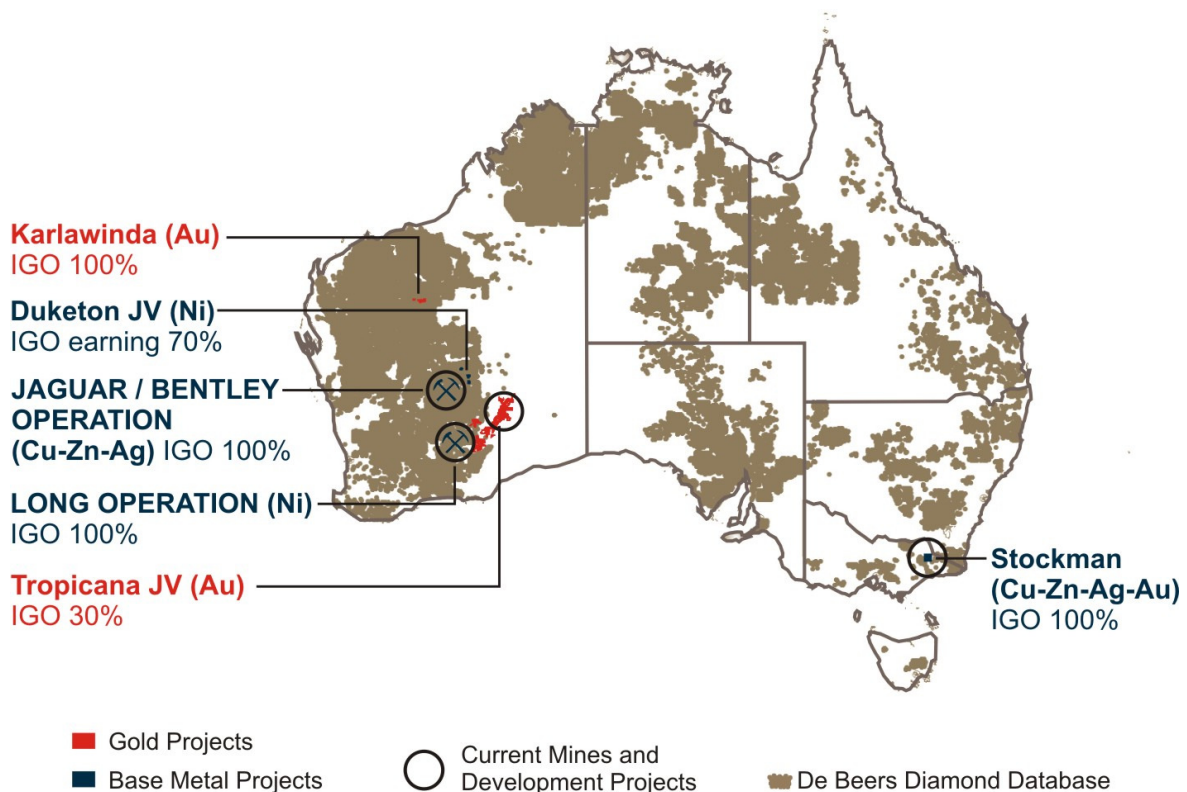 Karlawinda (Au)
IGO 100%
Duketon JV (Ni)
IGO earning 70%
JAGUAR / BENTLEY
OPERATION
(Cu-Zn-Ag) IGO 100%
LONG OPERATION (Ni)
IGO 100%
Tropicana JV (Au)
IGO 30%
Stockman
(Cu-Zn-Ag-Au)
IGO 100%
Gold Projects
Base Metal Projects
Current Mines and
Development Projects
De Beers Diamond Database